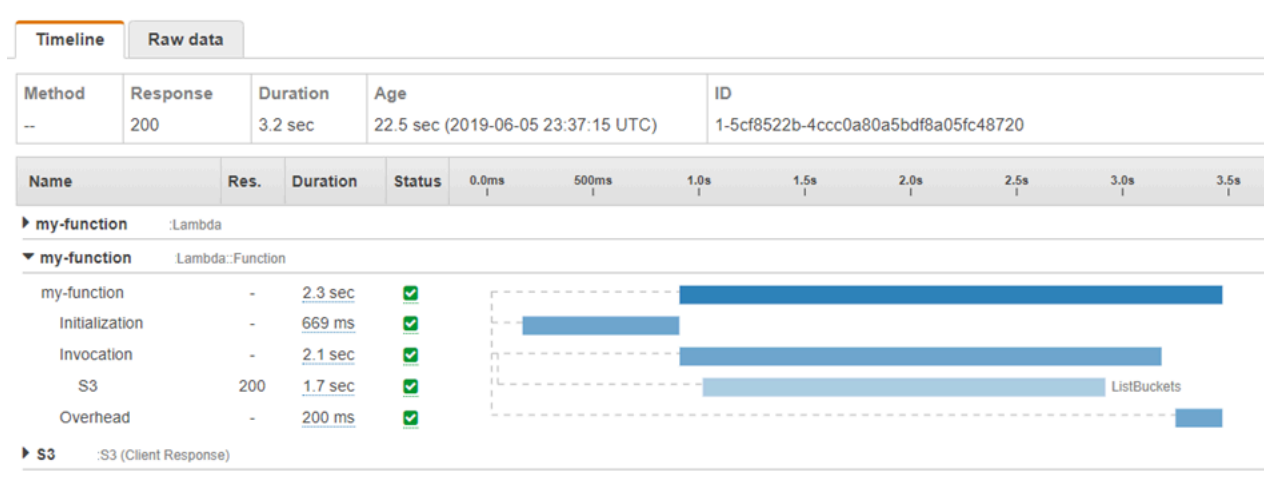 Timeline Raw data
Method Response Duration Age ID
-- 200 3.2 sec 22.5 sec (2019-06-05 23:37:15 UTC) 1-5cf8522b-4ccc0a80a5bdf8a05fc48720
Name Res. Duration Status 0.0ms 500ms 1.0s 1.5s 2.0s 2.5s 3.0s 3.5s
my-function :Lambda
my-function :Lambda::Function
my-function - 2.3 sec
Initialization - 669 ms
Invocation - 2.1 sec
S3 200 1.7 sec ListBuckets
Overhead - 200 ms
S3 :S3 (Client Response)